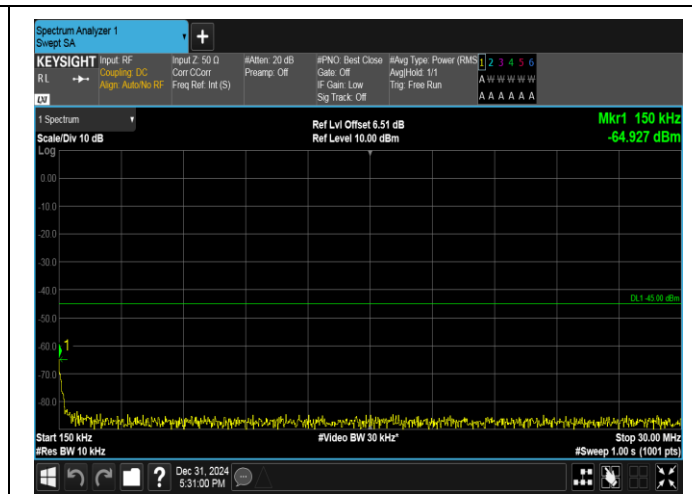 Spectrum Analyzer 1
Swept SA
+
KEYSIGHT Input: RF Input Z: 50 Ω #Atten: 20 dB #PNO: Best Close #Avg Type: Power (RMS 1 2 3 4 5 6
RL Coupling: DC Corr CCorr Preamp: Off Gate: Off Avg|Hold: 1/1 A W W W W W
Align: Auto/No RF Freq Ref: Int (S) IF Gain: Low Trig: Free Run
LXI Sig Track: Off A A A A A A
1 Spectrum Ref Lvl Offset 6.51 dB Mkr1 150 kHz
Scale/Div 10 dB Ref Level 10.00 dBm -64.927 dBm
Log
0.00
-10.0
-20.0
-30.0
-40.0
DL1 -45.00 dBm
-50.0
-60.0 1
-70.0
-80.0
Start 150 kHz #Video BW 30 kHz* Stop 30.00 MHz
#Res BW 10 kHz #Sweep 1.00 s (1001 pts)
? Dec 31, 2024
5:31:00 PM